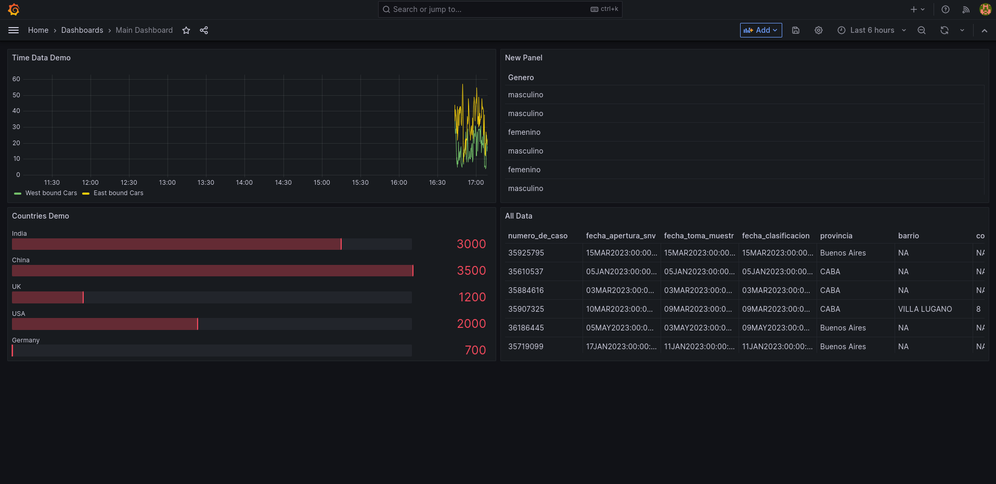 Search or jump to...
ctrl+k
Home › Dashboards › Main Dashboard
Add
Last 6 hours
Time Data Demo
60
50
40
30
20
10
0
11:30 12:00 12:30 13:00 13:30 14:00 14:30 15:00 15:30 16:00 16:30 17:00
West bound Cars East bound Cars
New Panel
Genero
masculino
masculino
femenino
masculino
femenino
masculino
Countries Demo
India
3000
China
3500
UK
1200
USA
2000
Germany
700
All Data
numero_de_caso fecha_apertura_snv fecha_toma_muestr fecha_clasificacion provincia barrio co
35925795 15MAR2023:00:00... 15MAR2023:00:00... 15MAR2023:00:00... Buenos Aires NA NA
35610537 05JAN2023:00:00... 05JAN2023:00:00... 05JAN2023:00:00... CABA NA NA
35884616 03MAR2023:00:0... 03MAR2023:00:0... 03MAR2023:00:0... CABA NA NA
35907325 10MAR2023:00:0... 09MAR2023:00:0... 09MAR2023:00:0... CABA VILLA LUGANO 8
36186445 05MAY2023:00:0... 03MAY2023:00:0... 09MAY2023:00:0... Buenos Aires NA NA
35719099 17JAN2023:00:00:... 11JAN2023:00:00:... 11JAN2023:00:00:... Buenos Aires NA NA